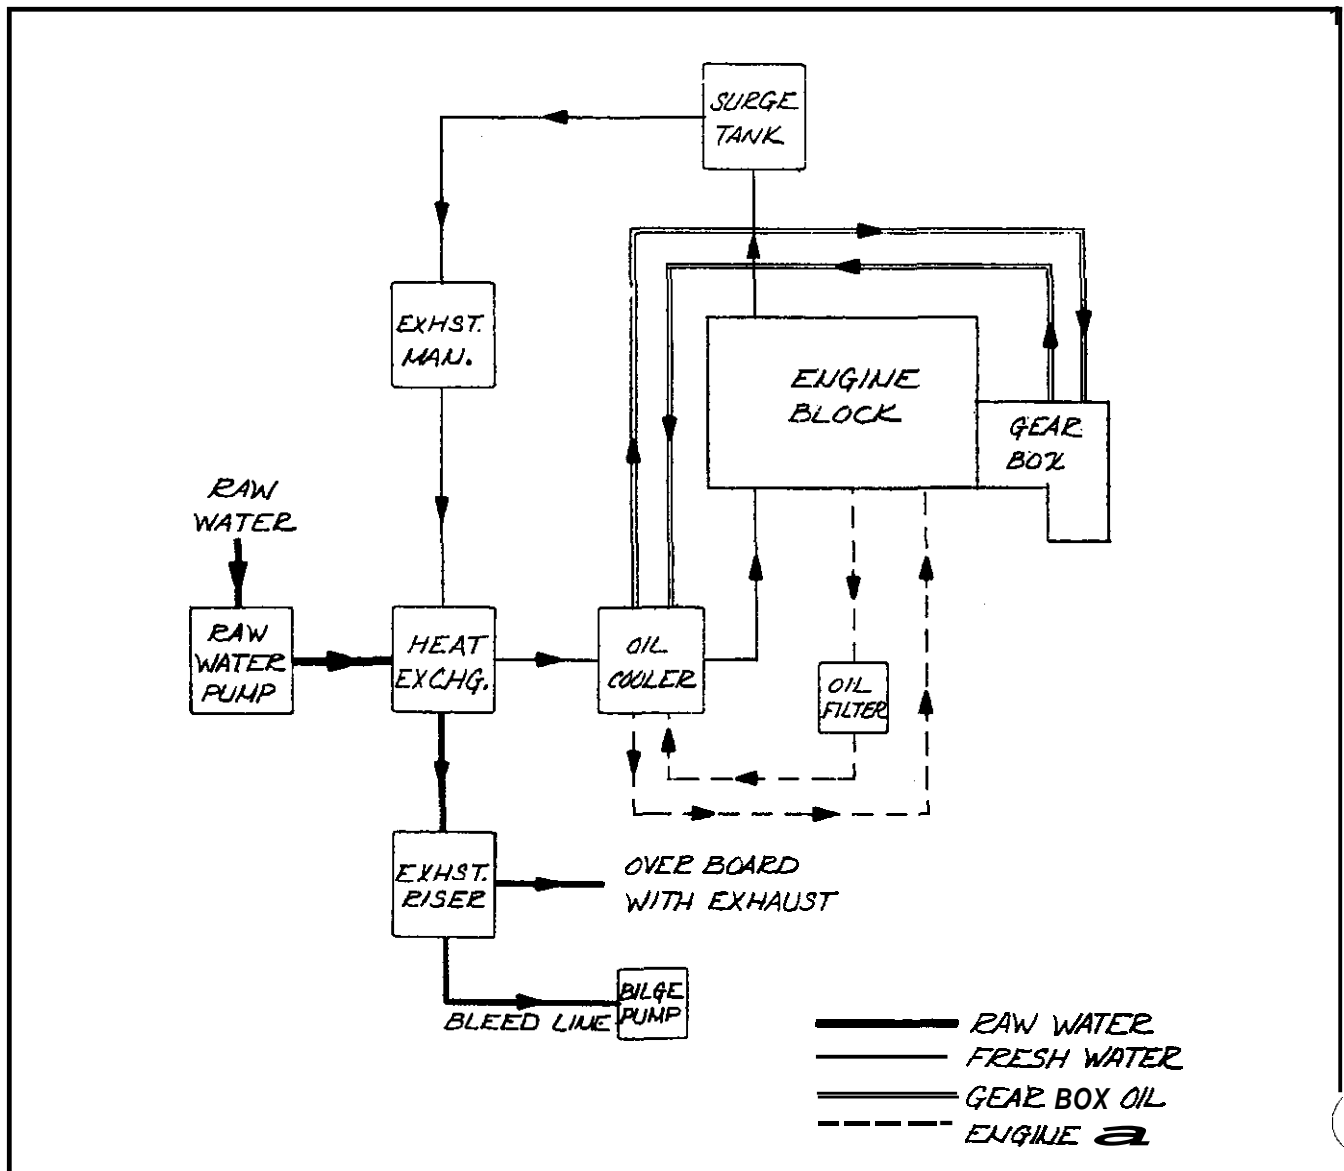 SURGE
TANK
EXHST.
MAN.
ENGINE
BLOCK
GEAR
BOX
RAW
WATER
RAW
WATER
PUMP
HEAT
EXCHG.
OIL
COOLER
OIL
FILTER
EXHST.
RISER
OVER BOARD
WITH EXHAUST
BILGE
PUMP
BLEED LINE
RAW WATER
FRESH WATER
GEAR BOX OIL
ENGINE